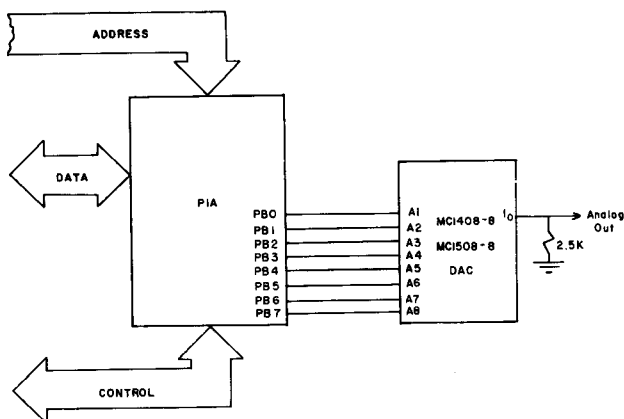 ADDRESS
DATA
PIA
PB0
PB1
PB2
PB3
PB4
PB5
PB6
PB7
A1
A2
A3
A4
A5
A6
A7
A8
MC1408-8
MC1508-8
DAC
Io
Analog
Out
2.5K
CONTROL